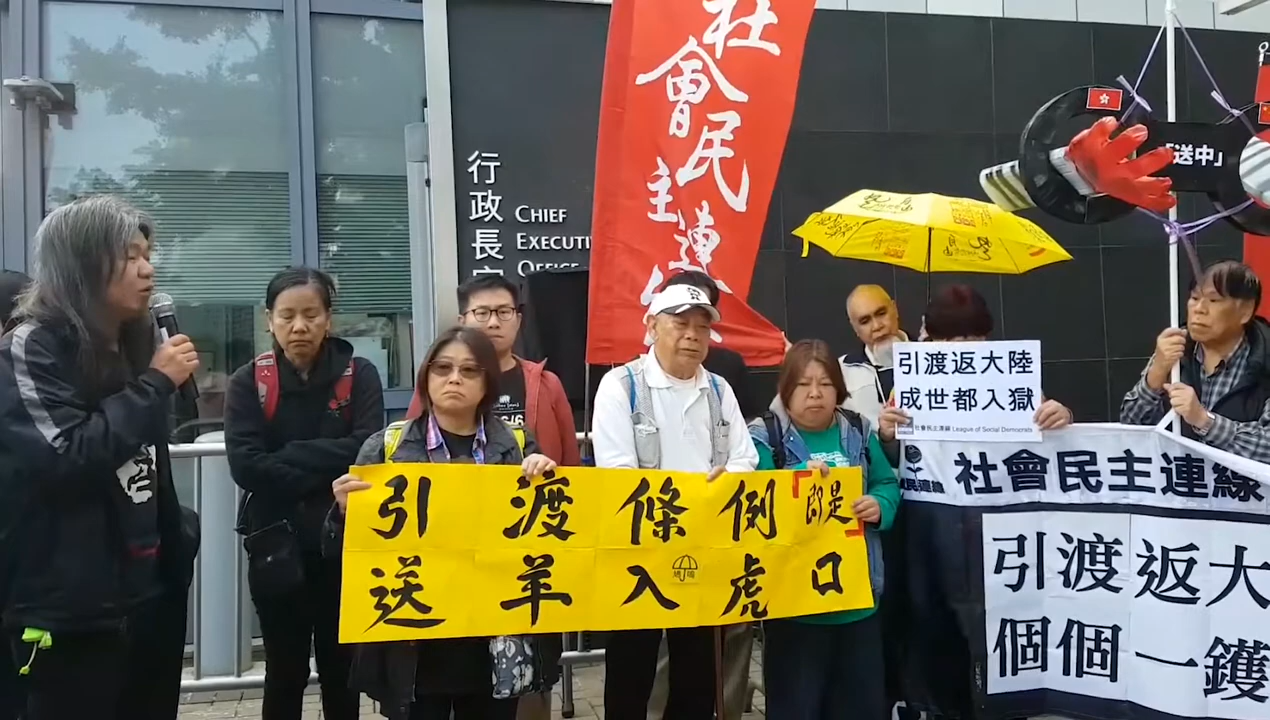 行政長官
CHIEF
EXECUTI
OFFICE
社會民主連
「送中」
引渡返大陸
成世都入獄
社會民主連線 League of Social Democrats
引渡條例「即是」
送羊入虎口
社會民主連線
引渡返大
個個一鑊